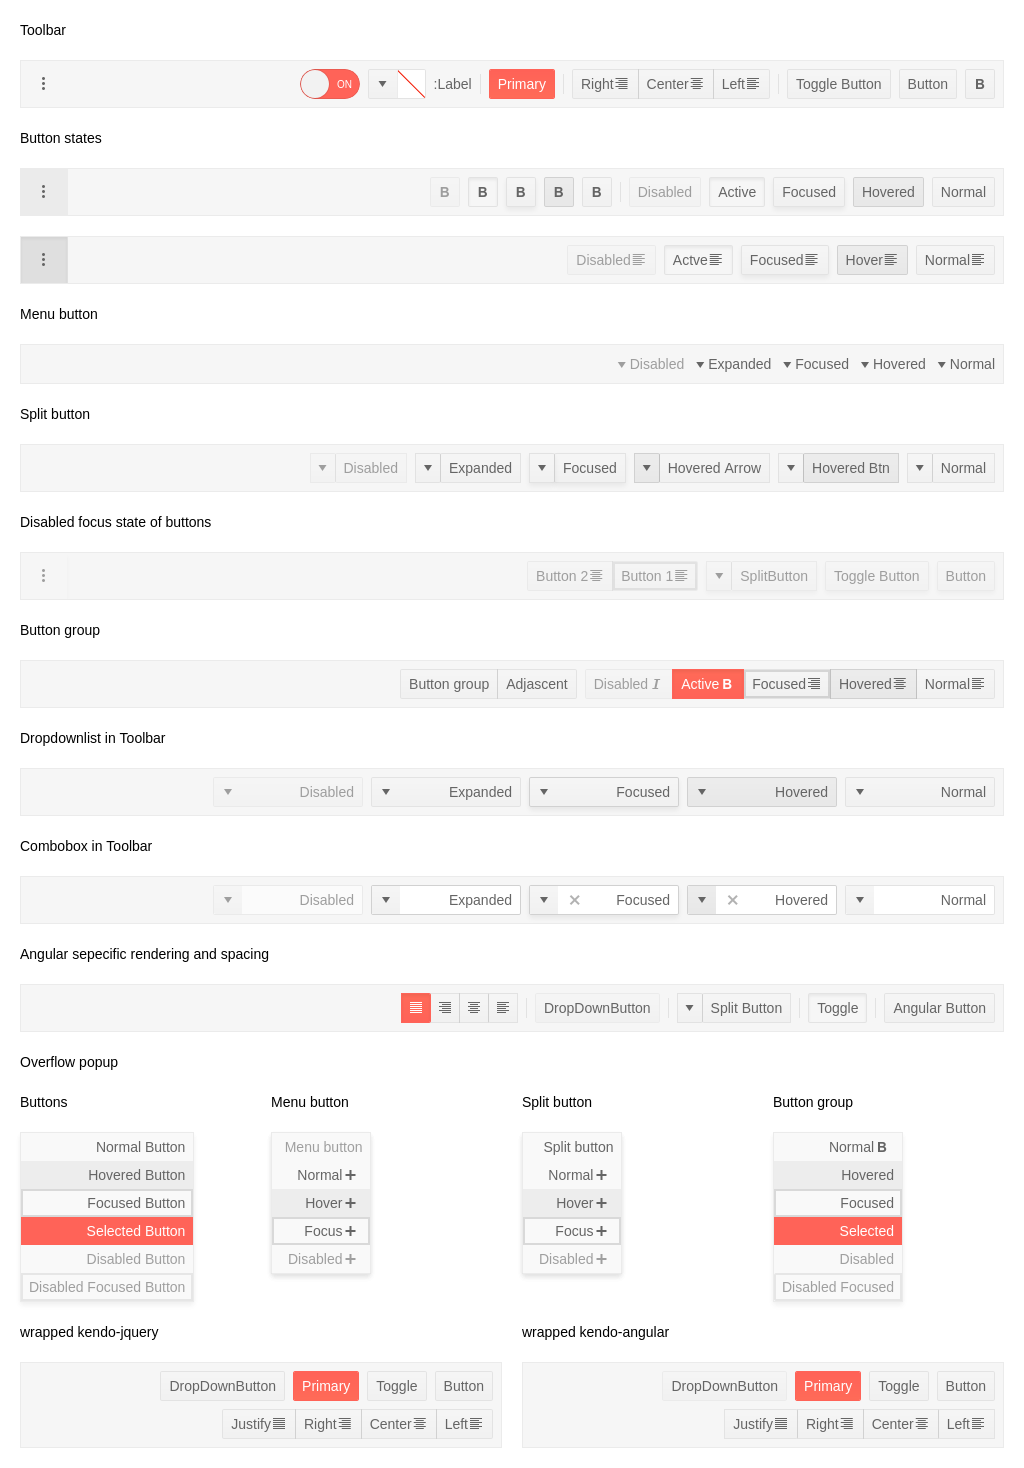 Toolbar
ON :Label Primary Right Center Left Toggle Button Button B
Button states
B B B B B Disabled Active Focused Hovered Normal
Disabled Actve Focused Hover Normal
Menu button
Disabled Expanded Focused Hovered Normal
Split button
Disabled Expanded Focused Hovered Arrow Hovered Btn Normal
Disabled focus state of buttons
Button 2 Button 1 SplitButton Toggle Button Button
Button group
Button group Adjascent Disabled I Active B Focused Hovered Normal
Dropdownlist in Toolbar
Disabled Expanded Focused Hovered Normal
Combobox in Toolbar
Disabled Expanded Focused Hovered Normal
Angular sepecific rendering and spacing
DropDownButton Split Button Toggle Angular Button
Overflow popup
Buttons
Normal Button
Hovered Button
Focused Button
Selected Button
Disabled Button
Disabled Focused Button
Menu button
Menu button
Normal
Hover
Focus
Disabled
Split button
Split button
Normal
Hover
Focus
Disabled
Button group
Normal B
Hovered
Focused
Selected
Disabled
Disabled Focused
wrapped kendo-jquery
DropDownButton Primary Toggle Button
Justify Right Center Left
wrapped kendo-angular
DropDownButton Primary Toggle Button
Justify Right Center Left